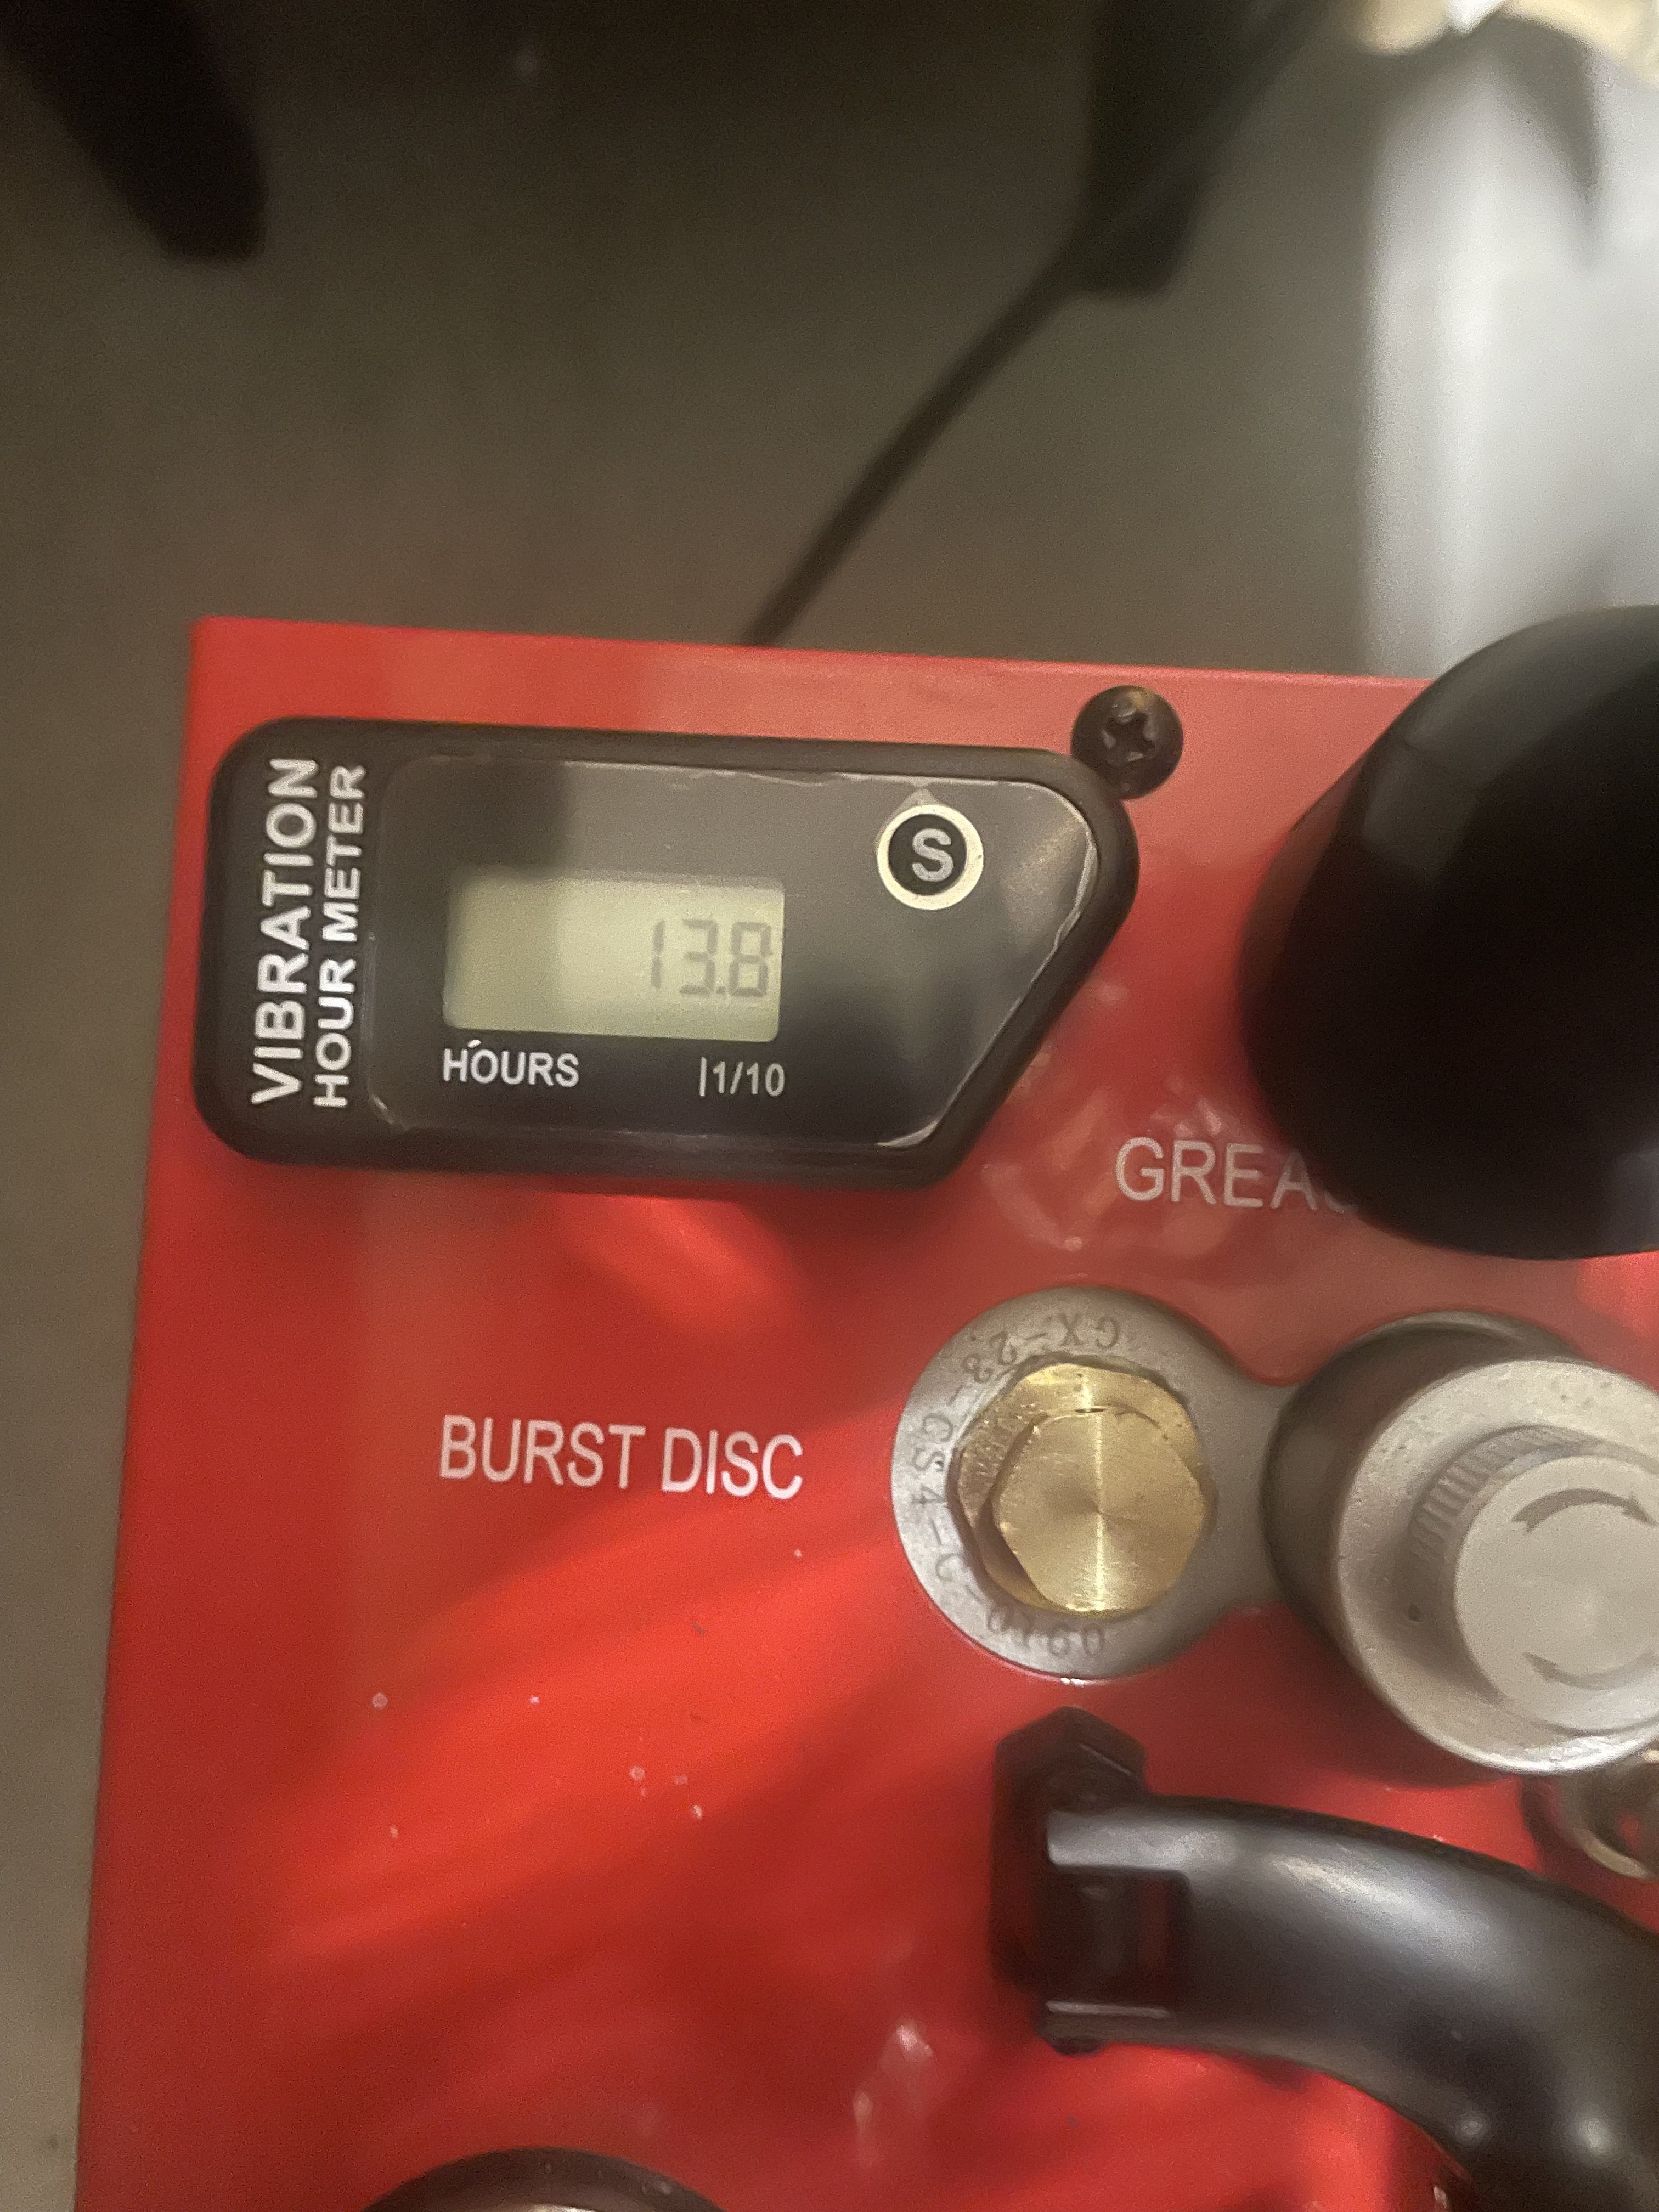 VIBRATION
HOUR METER
S
13.8
HOURS
|1/10
BURST DISC